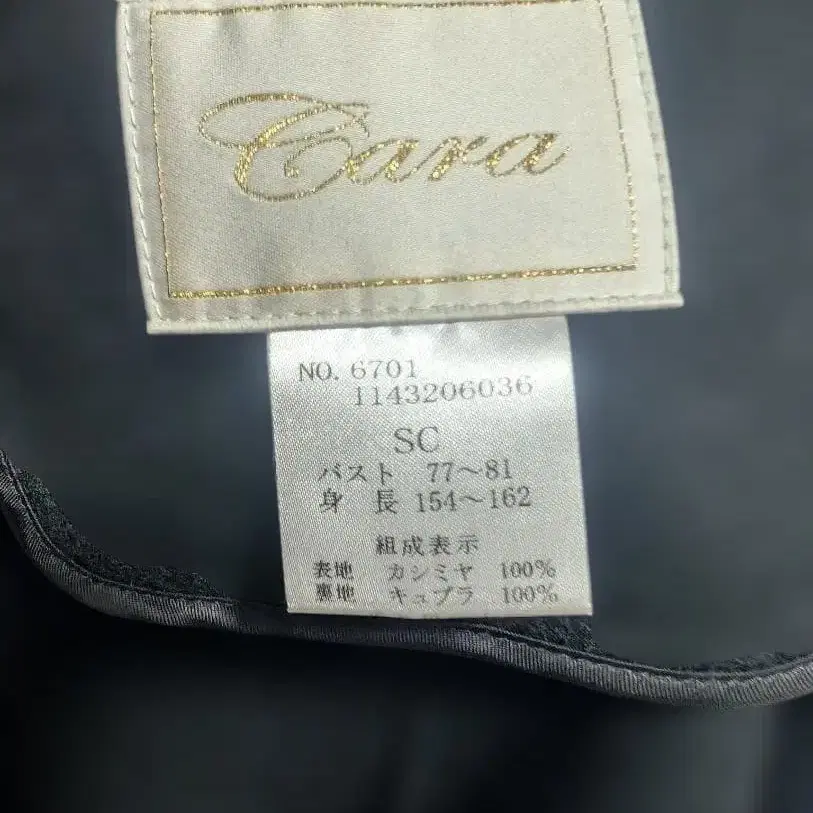 Cara
NO. 6701
1143206036
SC
バスト 77～81
身 長 154～162
組成表示
表地 カシミヤ 100%
裏地 キュプラ 100%